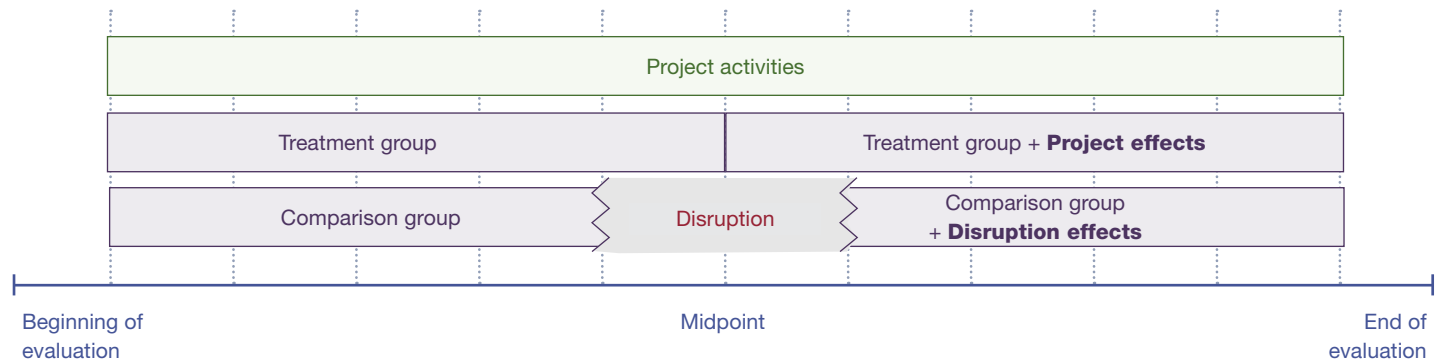 Project activities
Treatment group
Treatment group + Project effects
Comparison group
Disruption
Comparison group
+ Disruption effects
Beginning of
evaluation
Midpoint
End of
evaluation